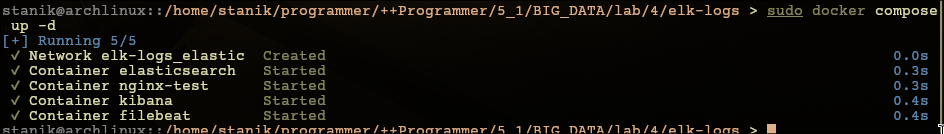 stanik@archlinux::/home/stanik/programmer/++Programmer/5_1/BIG_DATA/lab/4/elk-logs > sudo docker compose
up -d
[+] Running 5/5
✓ Network elk-logs_elastic Created 0.0s
✓ Container elasticsearch Started 0.3s
✓ Container nginx-test Started 0.3s
✓ Container kibana Started 0.4s
✓ Container filebeat Started 0.4s
stanik@archlinux::/home/stanik/programmer/++Programmer/5_1/BIG_DATA/lab/4/elk-logs >